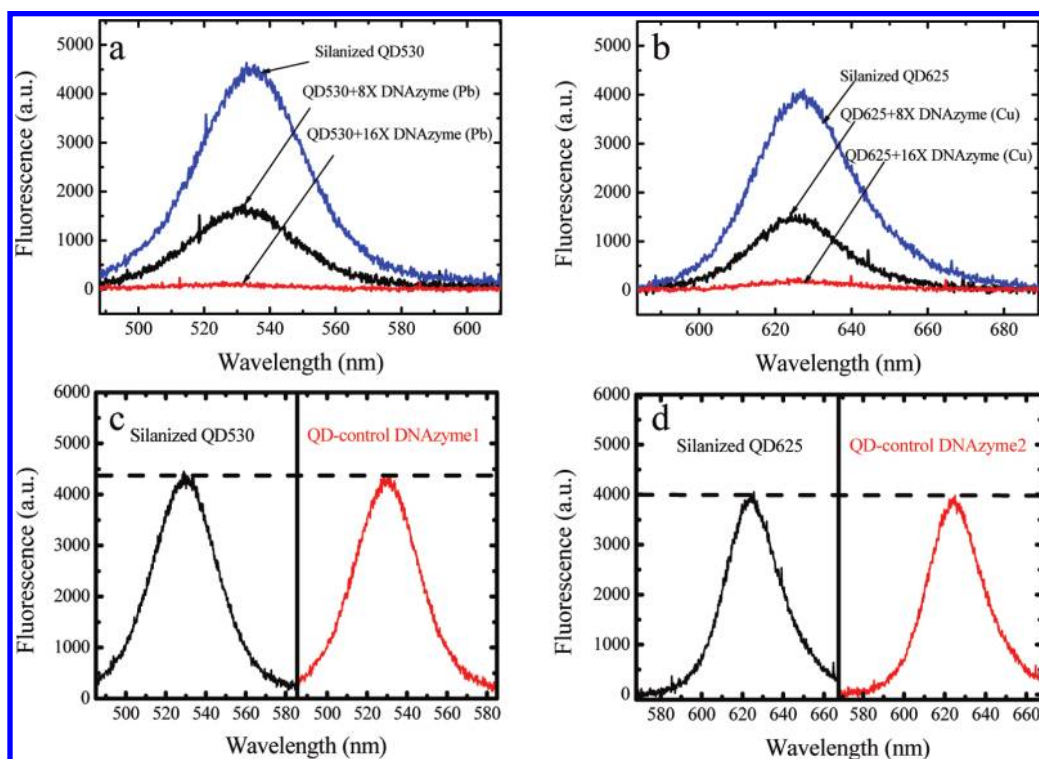 a
Silanized QD530
QD530+8X DNAzyme (Pb)
QD530+16X DNAzyme (Pb)
Fluorescence (a.u.)
5000
4000
3000
2000
1000
0
500 520 540 560 580 600
Wavelength (nm)
b
Silanized QD625
QD625+8X DNAzyme (Cu)
QD625+16X DNAzyme (Cu)
Fluorescence (a.u.)
5000
4000
3000
2000
1000
0
600 620 640 660 680
Wavelength (nm)
c
Silanized QD530
QD-control DNAzyme1
Fluorescence (a.u.)
6000
5000
4000
3000
2000
1000
0
500 520 540 560 580 500 520 540 560 580
Wavelength (nm)
d
Silanized QD625
QD-control DNAzyme2
Fluorescence (a.u.)
6000
5000
4000
3000
2000
1000
0
580 600 620 640 660 580 600 620 640 660
Wavelength (nm)